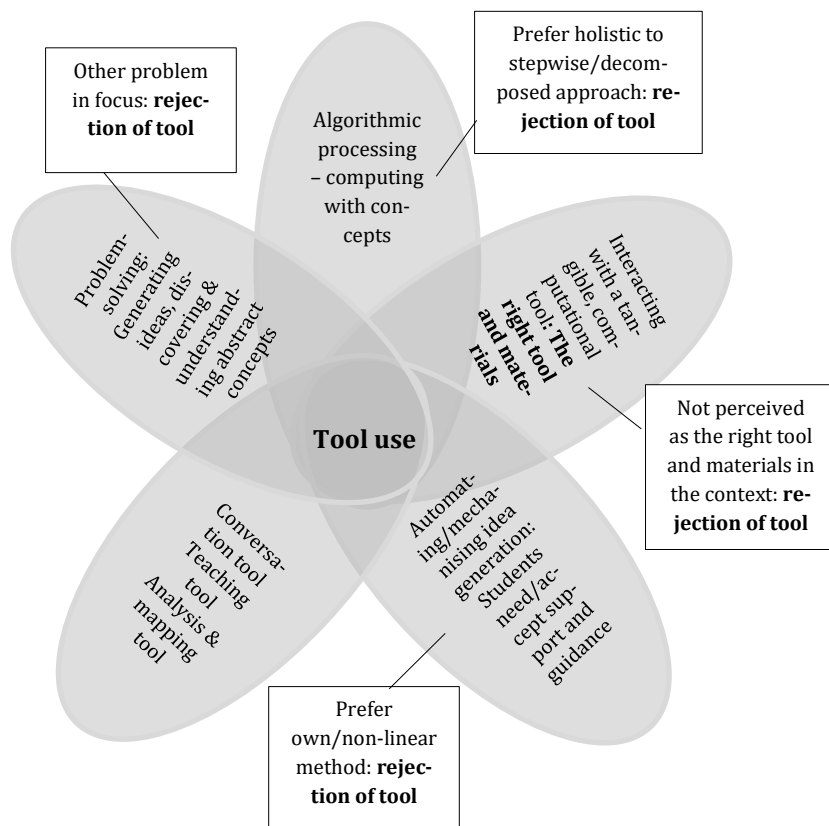 Prefer holistic to
stepwise/decom-
posed approach: re-
jection of tool
Other problem
in focus: rejec-
tion of tool
Algorithmic
processing
– computing
with con-
cepts
Problem-
solving:
Generating
ideas, dis-
covering &
understand-
ing abstract
concepts
Interacting
with a tan-
gible, com-
putational
tool: The
right tool
and mate-
rials
Not perceived
as the right tool
and materials in
the context: re-
jection of tool
Tool use
Conversa-
tion tool
Teaching
tool
Analysis &
mapping
tool
Automat-
ing/mecha-
nising idea
generation:
Students
need/ac-
cept sup-
port and
guidance
Prefer
own/non-linear
method: rejec-
tion of tool